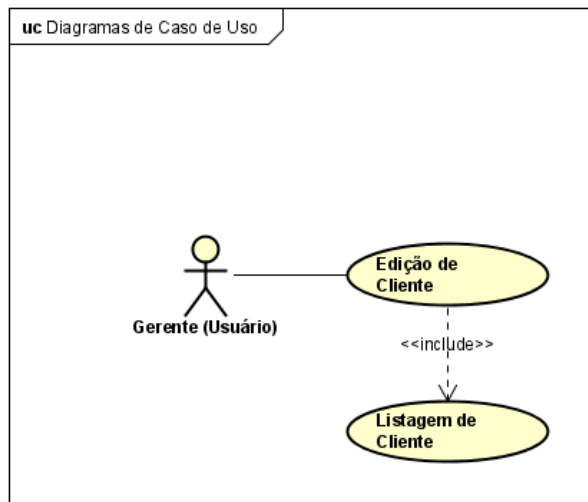 uc Diagramas de Caso de Uso
Edição de
Cliente
Gerente (Usuário)
<<include>>
Listagem de
Cliente